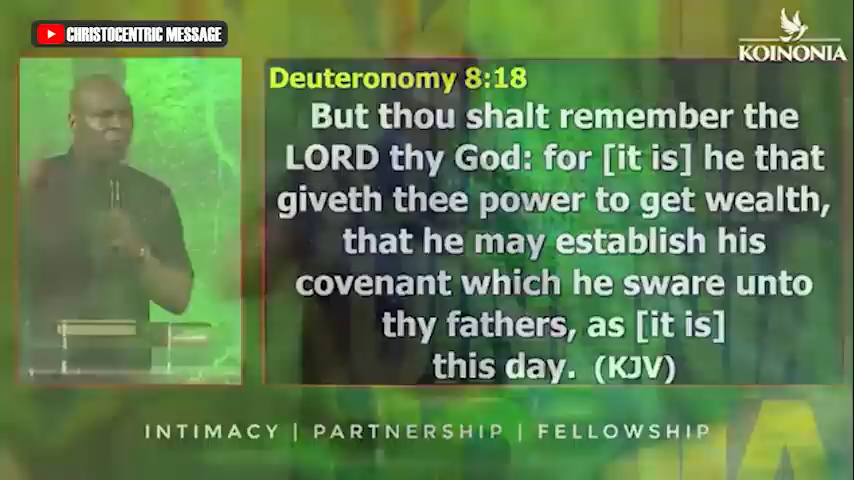 CHRISTOCENTRIC MESSAGE
KOINONIA
Deuteronomy 8:18
But thou shalt remember the
LORD thy God: for [it is] he that
giveth thee power to get wealth,
that he may establish his
covenant which he sware unto
thy fathers, as [it is]
this day. (KJV)
INTIMACY | PARTNERSHIP | FELLOWSHIP